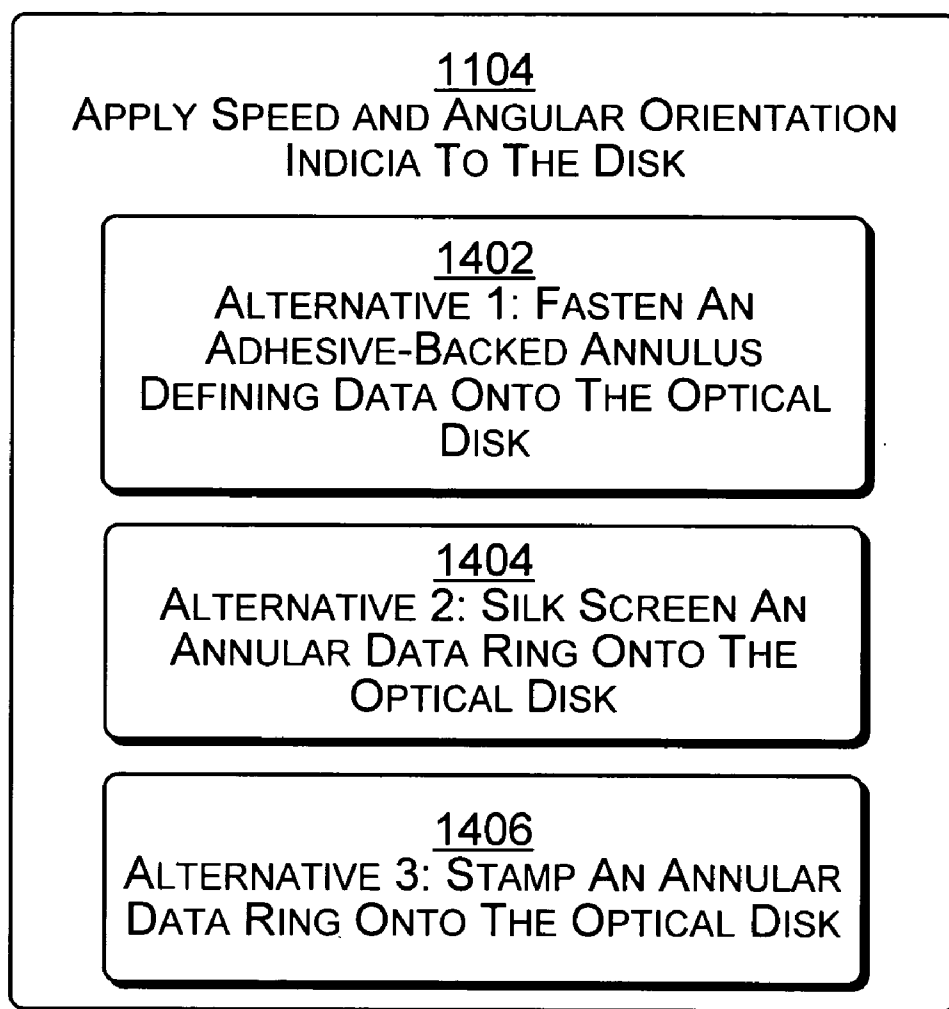 1104
APPLY SPEED AND ANGULAR ORIENTATION
INDICIA TO THE DISK
1402
ALTERNATIVE 1: FASTEN AN
ADHESIVE-BACKED ANNULUS
DEFINING DATA ONTO THE OPTICAL
DISK
1404
ALTERNATIVE 2: SILK SCREEN AN
ANNULAR DATA RING ONTO THE
OPTICAL DISK
1406
ALTERNATIVE 3: STAMP AN ANNULAR
DATA RING ONTO THE OPTICAL DISK